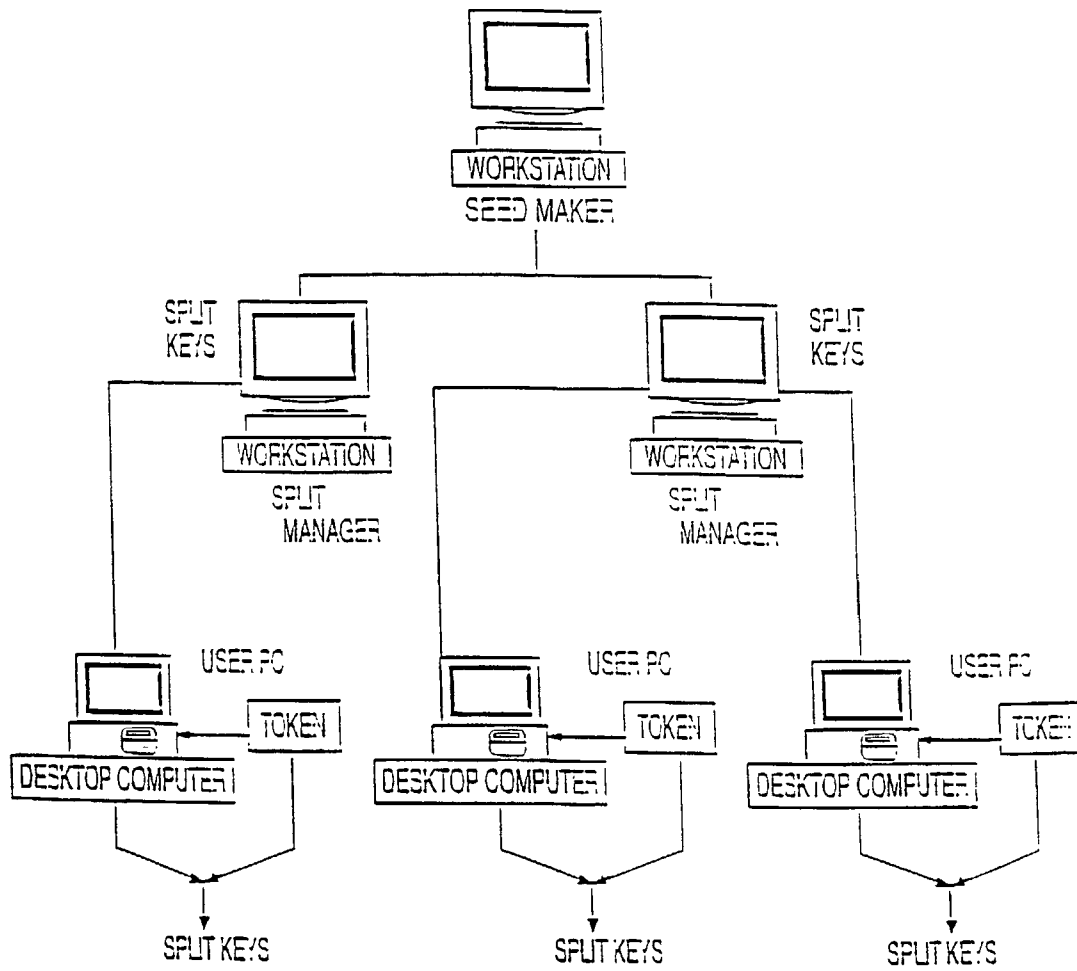 WORKSTATION
SEED MAKER
SPLIT
KEYS
SPLIT
KEYS
WORKSTATION
WORKSTATION
SPLIT
MANAGER
SPLIT
MANAGER
USER PC
USER PC
USER PC
TOKEN
TOKEN
TOKEN
DESKTOP COMPUTER
DESKTOP COMPUTER
DESKTOP COMPUTER
SPLIT KEYS
SPLIT KEYS
SPLIT KEYS